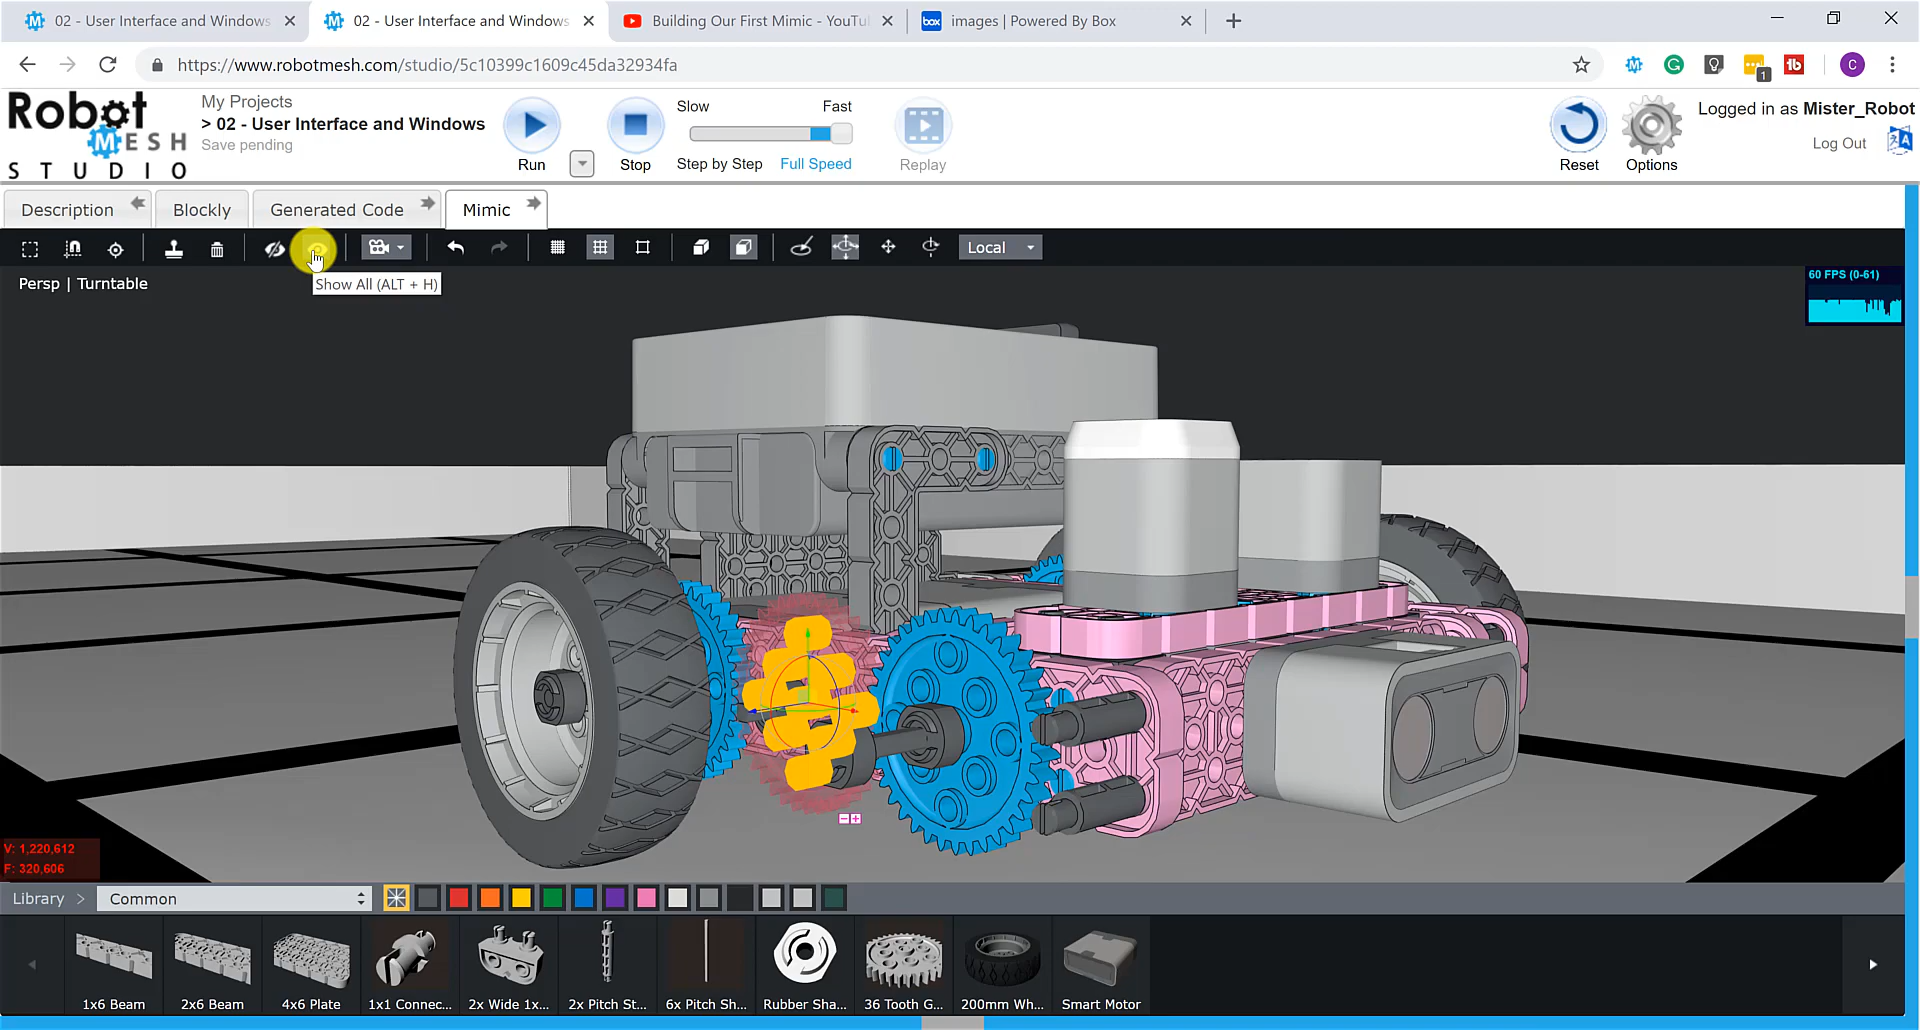 02 - User Interface and Windows
02 - User Interface and Windows
Building Our First Mimic - YouTu
box
images | Powered By Box
https://www.robotmesh.com/studio/5c10399c1609c45da32934fa
1
C
Robot
MESH
STUDIO
My Projects
> 02 - User Interface and Windows
Save pending
Run
Stop
Slow
Fast
Step by Step
Full Speed
Replay
Reset
Options
Logged in as Mister_Robot
Log Out
Description
Blockly
Generated Code
Mimic
Local
Persp | Turntable
Show All (ALT + H)
60 FPS (0-61)
V: 1,220,612
F: 320,606
Library >
Common
1x6 Beam
2x6 Beam
4x6 Plate
1x1 Connec...
2x Wide 1x...
2x Pitch St...
6x Pitch Sh...
Rubber Sha...
36 Tooth G...
200mm Wh...
Smart Motor